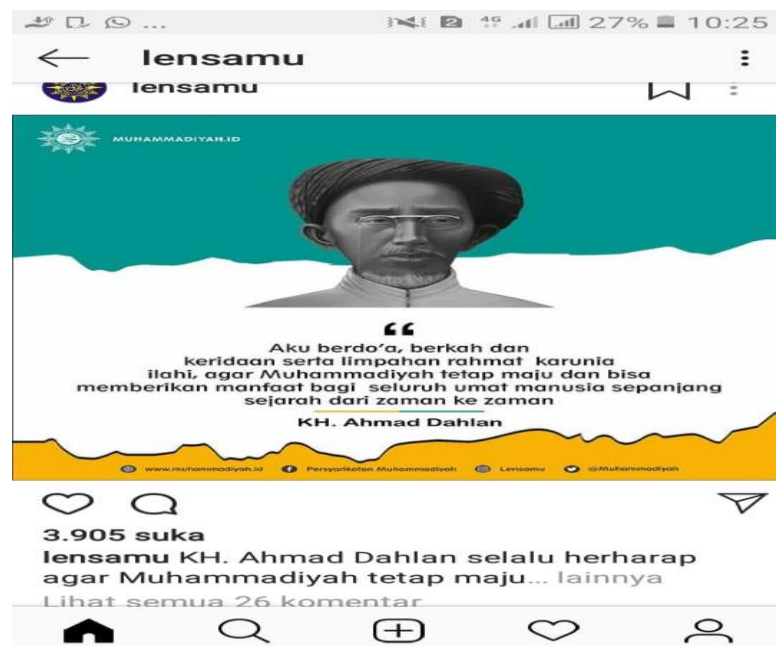 2 4G 27% 10:25
lensamu
lensamu
MUHAMMADIYAH.ID
Aku berdo'a, berkah dan
keridaan serta limpahan rahmat karunia
ilahi, agar Muhammadiyah tetap maju dan bisa
memberikan manfaat bagi seluruh umat manusia sepanjang
sejarah dari zaman ke zaman
KH. Ahmad Dahlan
www.muhammadiyah.id Persyarikatan Muhammadiyah Lensamu @Muhammadiyah
3.905 suka
lensamu KH. Ahmad Dahlan selalu herharap
agar Muhammadiyah tetap maju... lainnya
Lihat semua 26 komentar